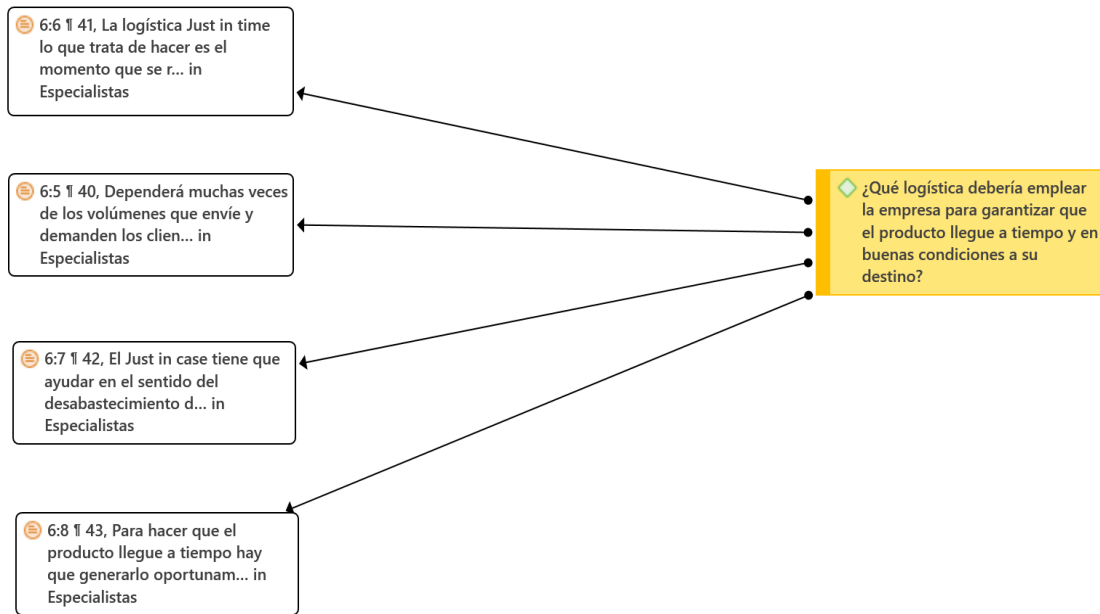 6:6 ¶ 41, La logística Just in time
lo que trata de hacer es el
momento que se r... in
Especialistas
6:5 ¶ 40, Dependerá muchas veces
de los volúmenes que envíe y
demanden los clien... in
Especialistas
6:7 ¶ 42, El Just in case tiene que
ayudar en el sentido del
desabastecimiento d... in
Especialistas
6:8 ¶ 43, Para hacer que el
producto llegue a tiempo hay
que generarlo oportunam... in
Especialistas
¿Qué logística debería emplear
la empresa para garantizar que
el producto llegue a tiempo y en
buenas condiciones a su
destino?